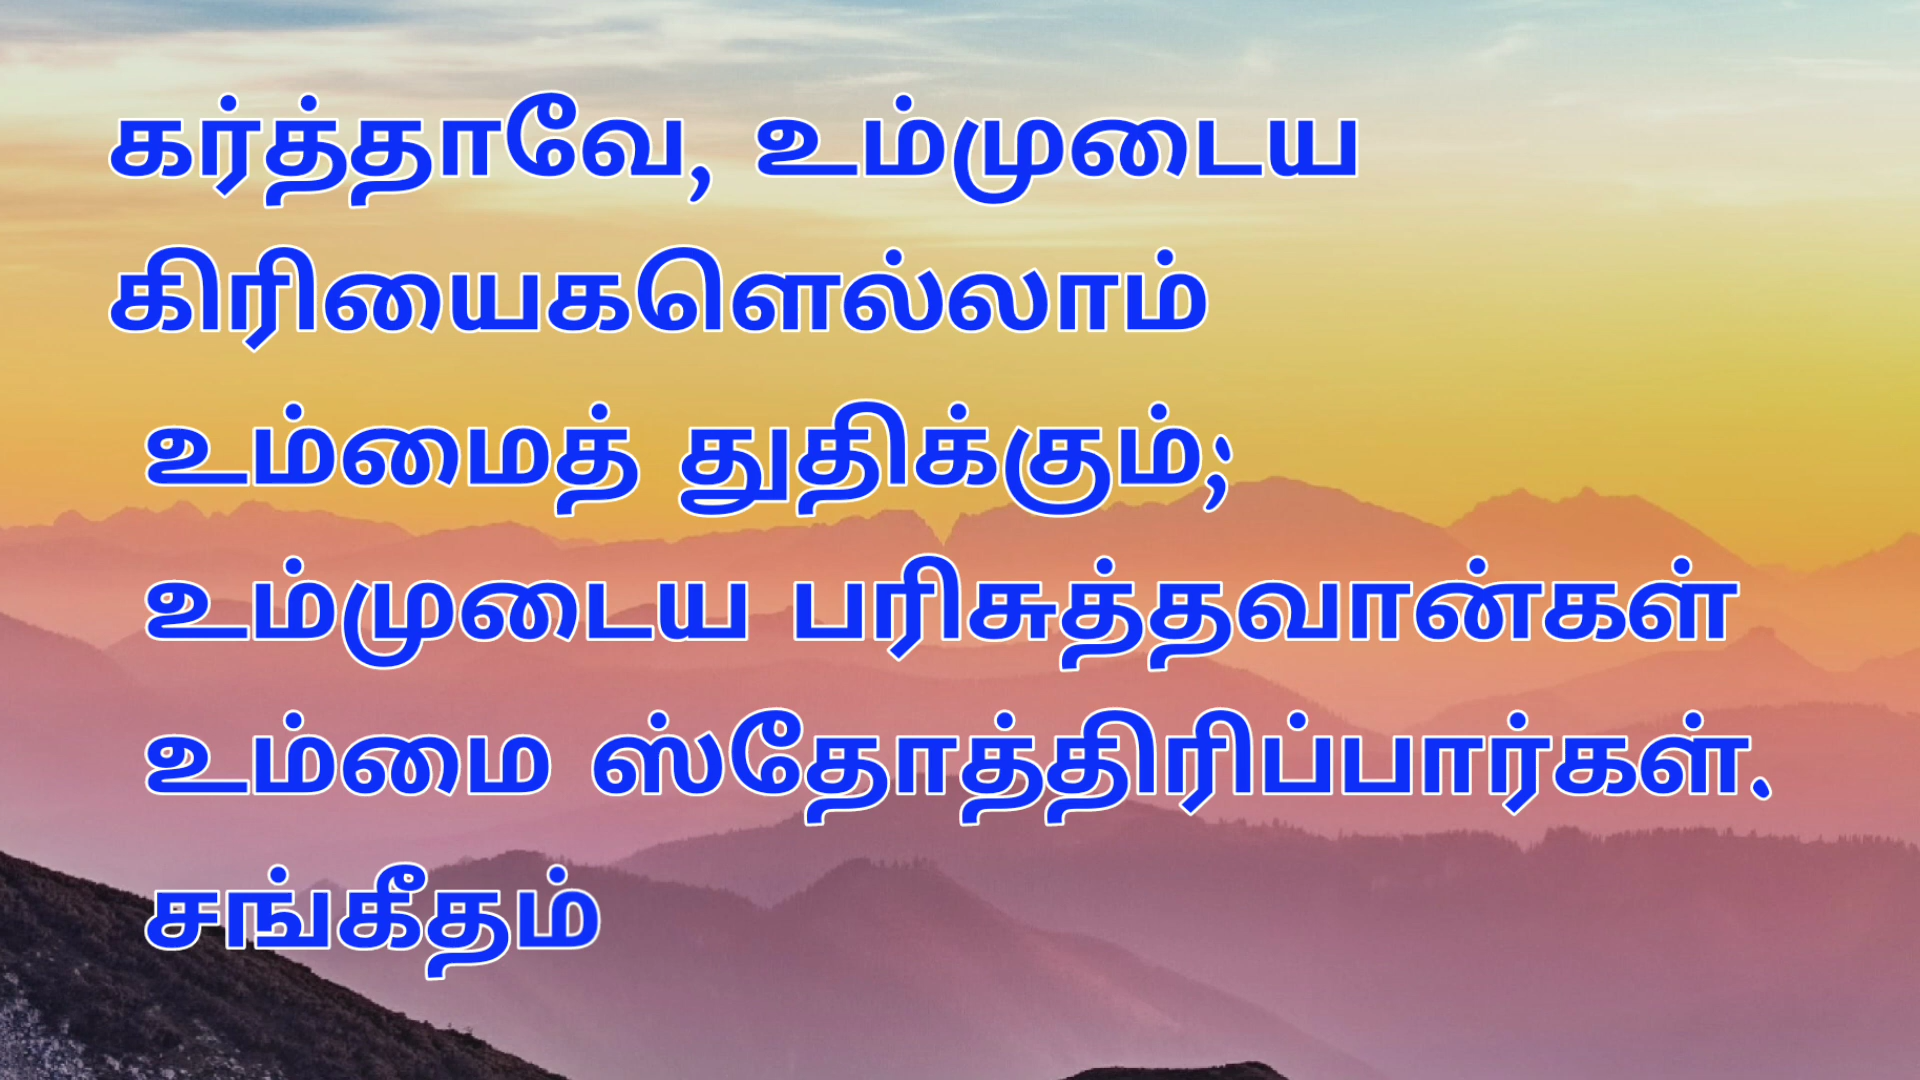 கர்த்தாவே, உம்முடைய
கிரியைகளெல்லாம்
உம்மைத் துதிக்கும்;
உம்முடைய பரிசுத்தவான்கள்
உம்மை ஸ்தோத்திரிப்பார்கள்.
சங்கீதம்